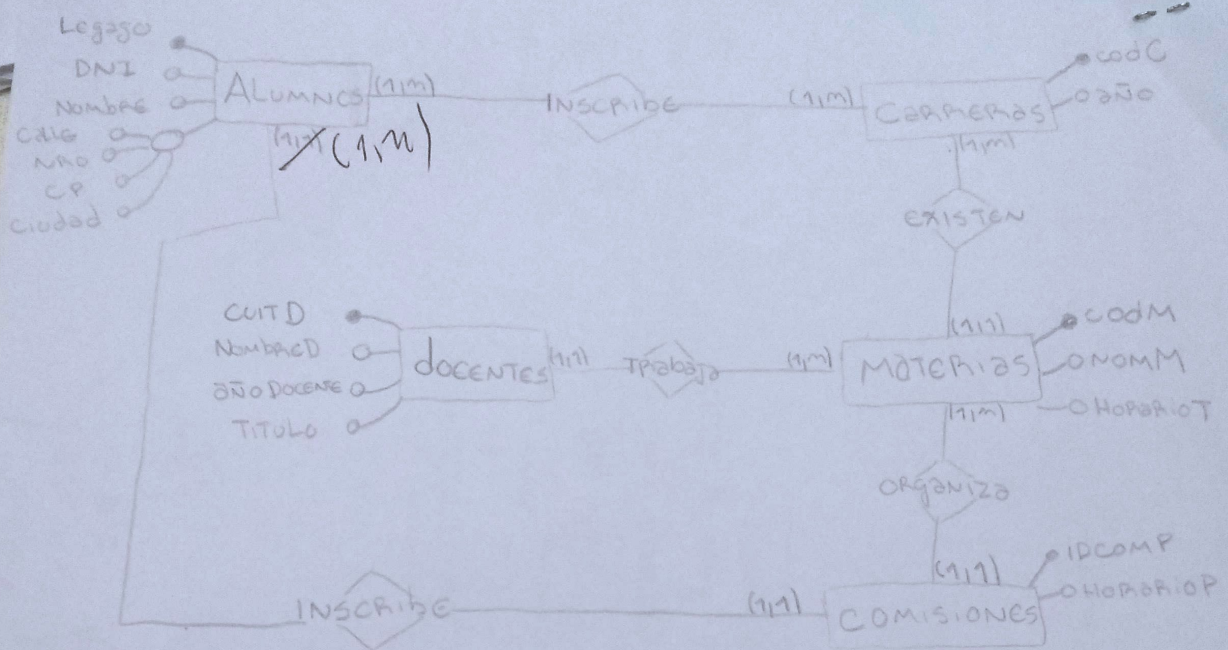 Legajo
DNI
NOMBRE
CALLE
NRO
CP
Ciudad
ALUMNOS
(1,m)
INSCRIBE
(1,m)
CARRERAS
codC
año
(1,n)
(1,m)
EXISTEN
CUITD
NOMBRED
añoDOCENE
TITULO
dOCENTES
(1,1)
TRabaja
(1,m)
(1,1)
MATERIAS
codM
NOMM
HORARIOT
(1,m)
ORganiza
(1,1)
IDCOMP
HORARIOP
INSCRIbE
(1,1)
COMISIONES